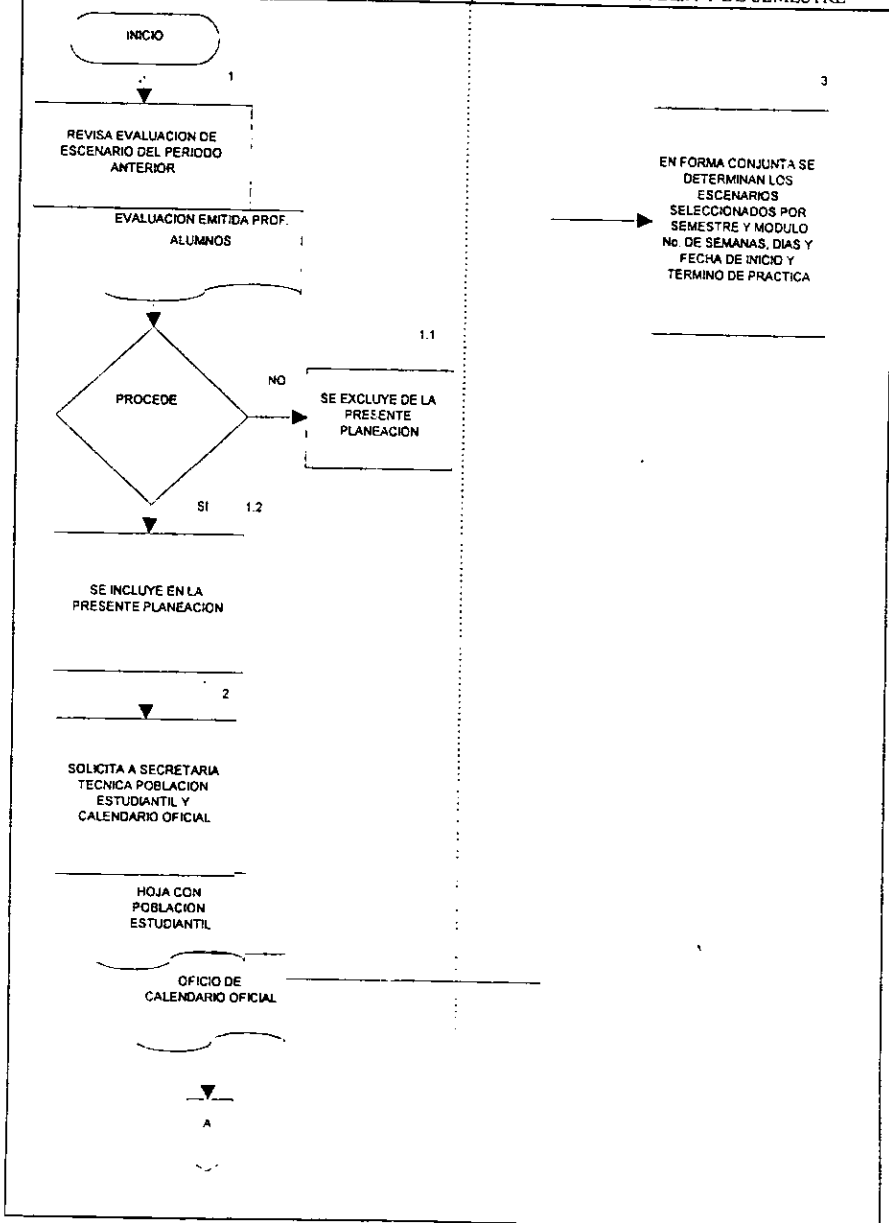 SEMESTRE
INICIO
1
REVISA EVALUACION DE
ESCENARIO DEL PERIODO
ANTERIOR
EVALUACION EMITIDA PROF.
ALUMNOS
PROCEDE
NO
1.1
SE EXCLUYE DE LA
PRESENTE
PLANEACION
SI
1.2
SE INCLUYE EN LA
PRESENTE PLANEACION
2
SOLICITA A SECRETARIA
TECNICA POBLACION
ESTUDIANTIL Y
CALENDARIO OFICIAL
HOJA CON
POBLACION
ESTUDIANTIL
OFICIO DE
CALENDARIO OFICIAL
A
3
EN FORMA CONJUNTA SE
DETERMINAN LOS
ESCENARIOS
SELECCIONADOS POR
SEMESTRE Y MODULO
No. DE SEMANAS, DIAS Y
FECHA DE INICIO Y
TERMINO DE PRACTICA